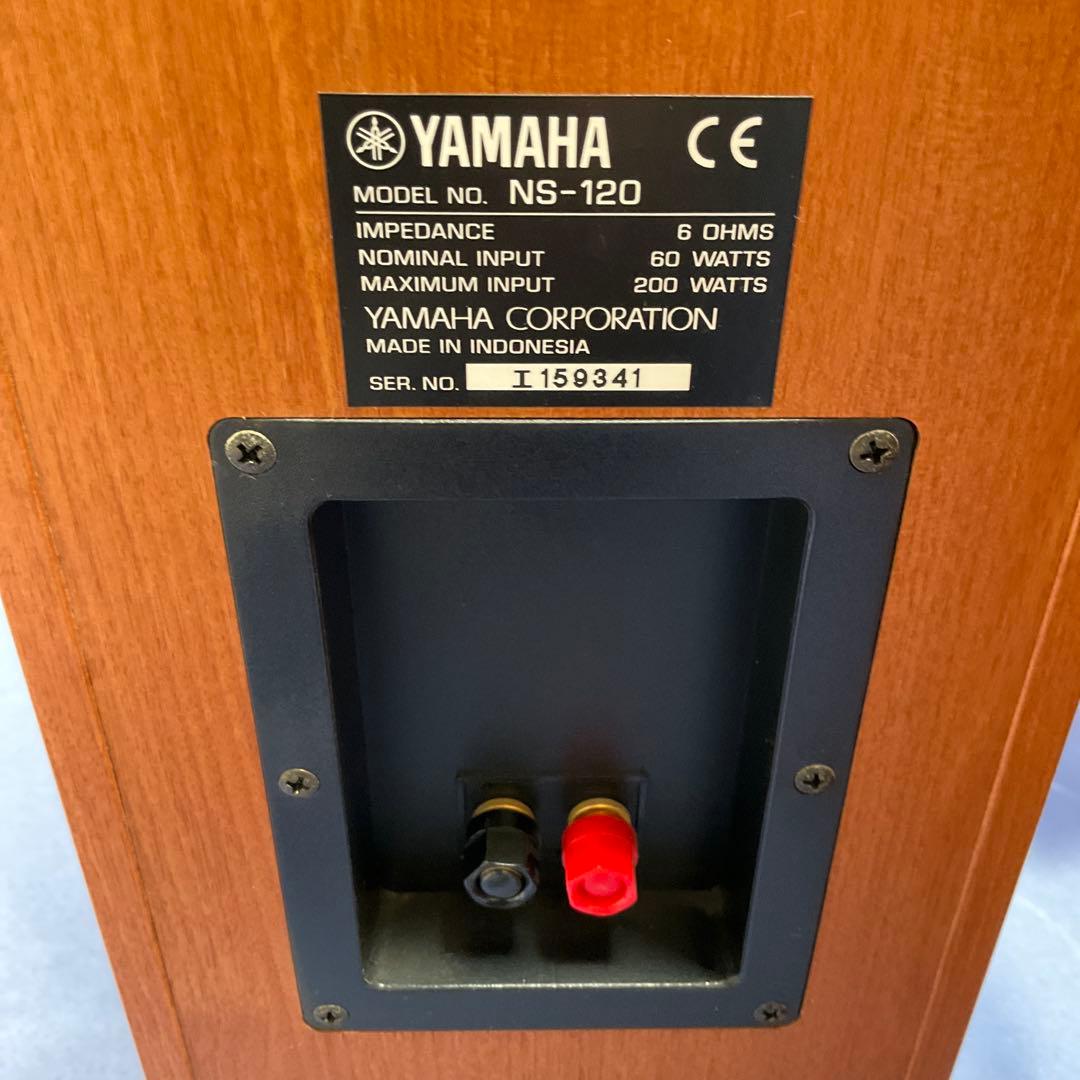 YAMAHA CE
MODEL NO. NS-120
IMPEDANCE 6 OHMS
NOMINAL INPUT 60 WATTS
MAXIMUM INPUT 200 WATTS
YAMAHA CORPORATION
MADE IN INDONESIA
SER. NO. I159341